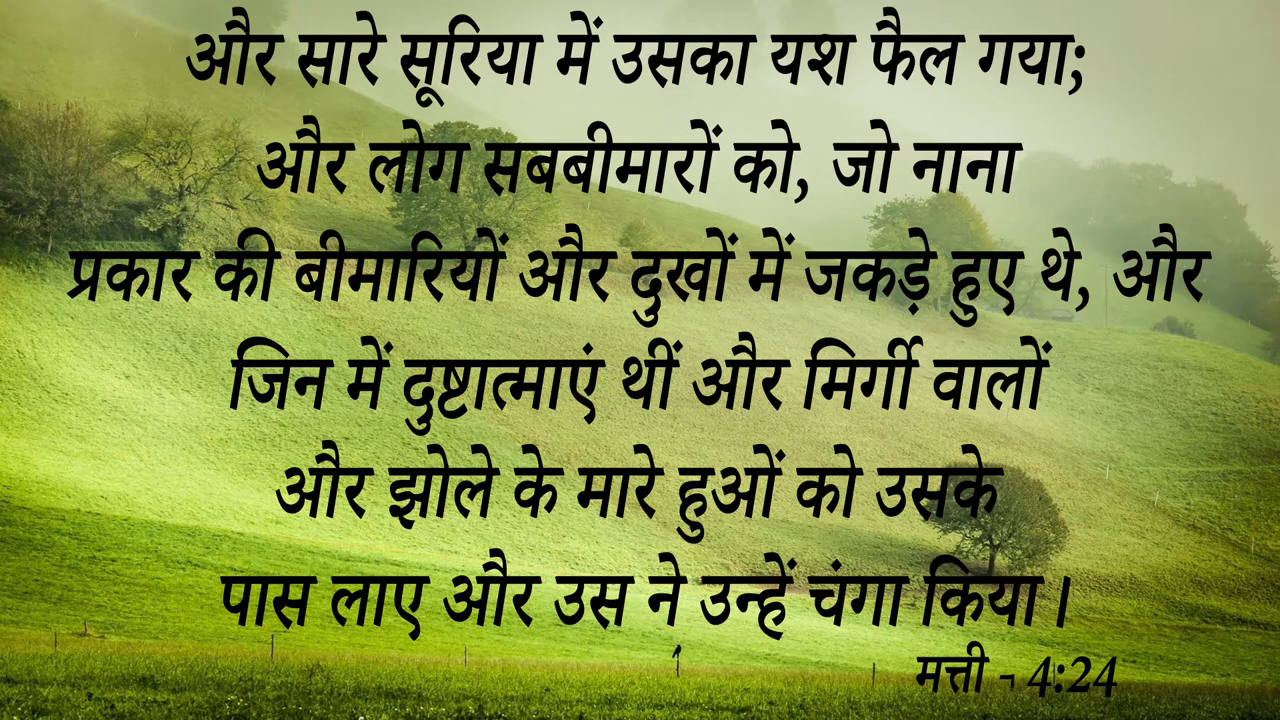 और सारे सूरिया में उसका यश फैल गया;
और लोग सबबीमारों को, जो नाना
प्रकार की बीमारियों और दुखों में जकड़े हुए थे, और
जिन में दुष्टात्माएं थीं और मिर्गी वालों
और झोले के मारे हुओं को उसके
पास लाए और उस ने उन्हें चंगा किया।
मत्ती - 4:24